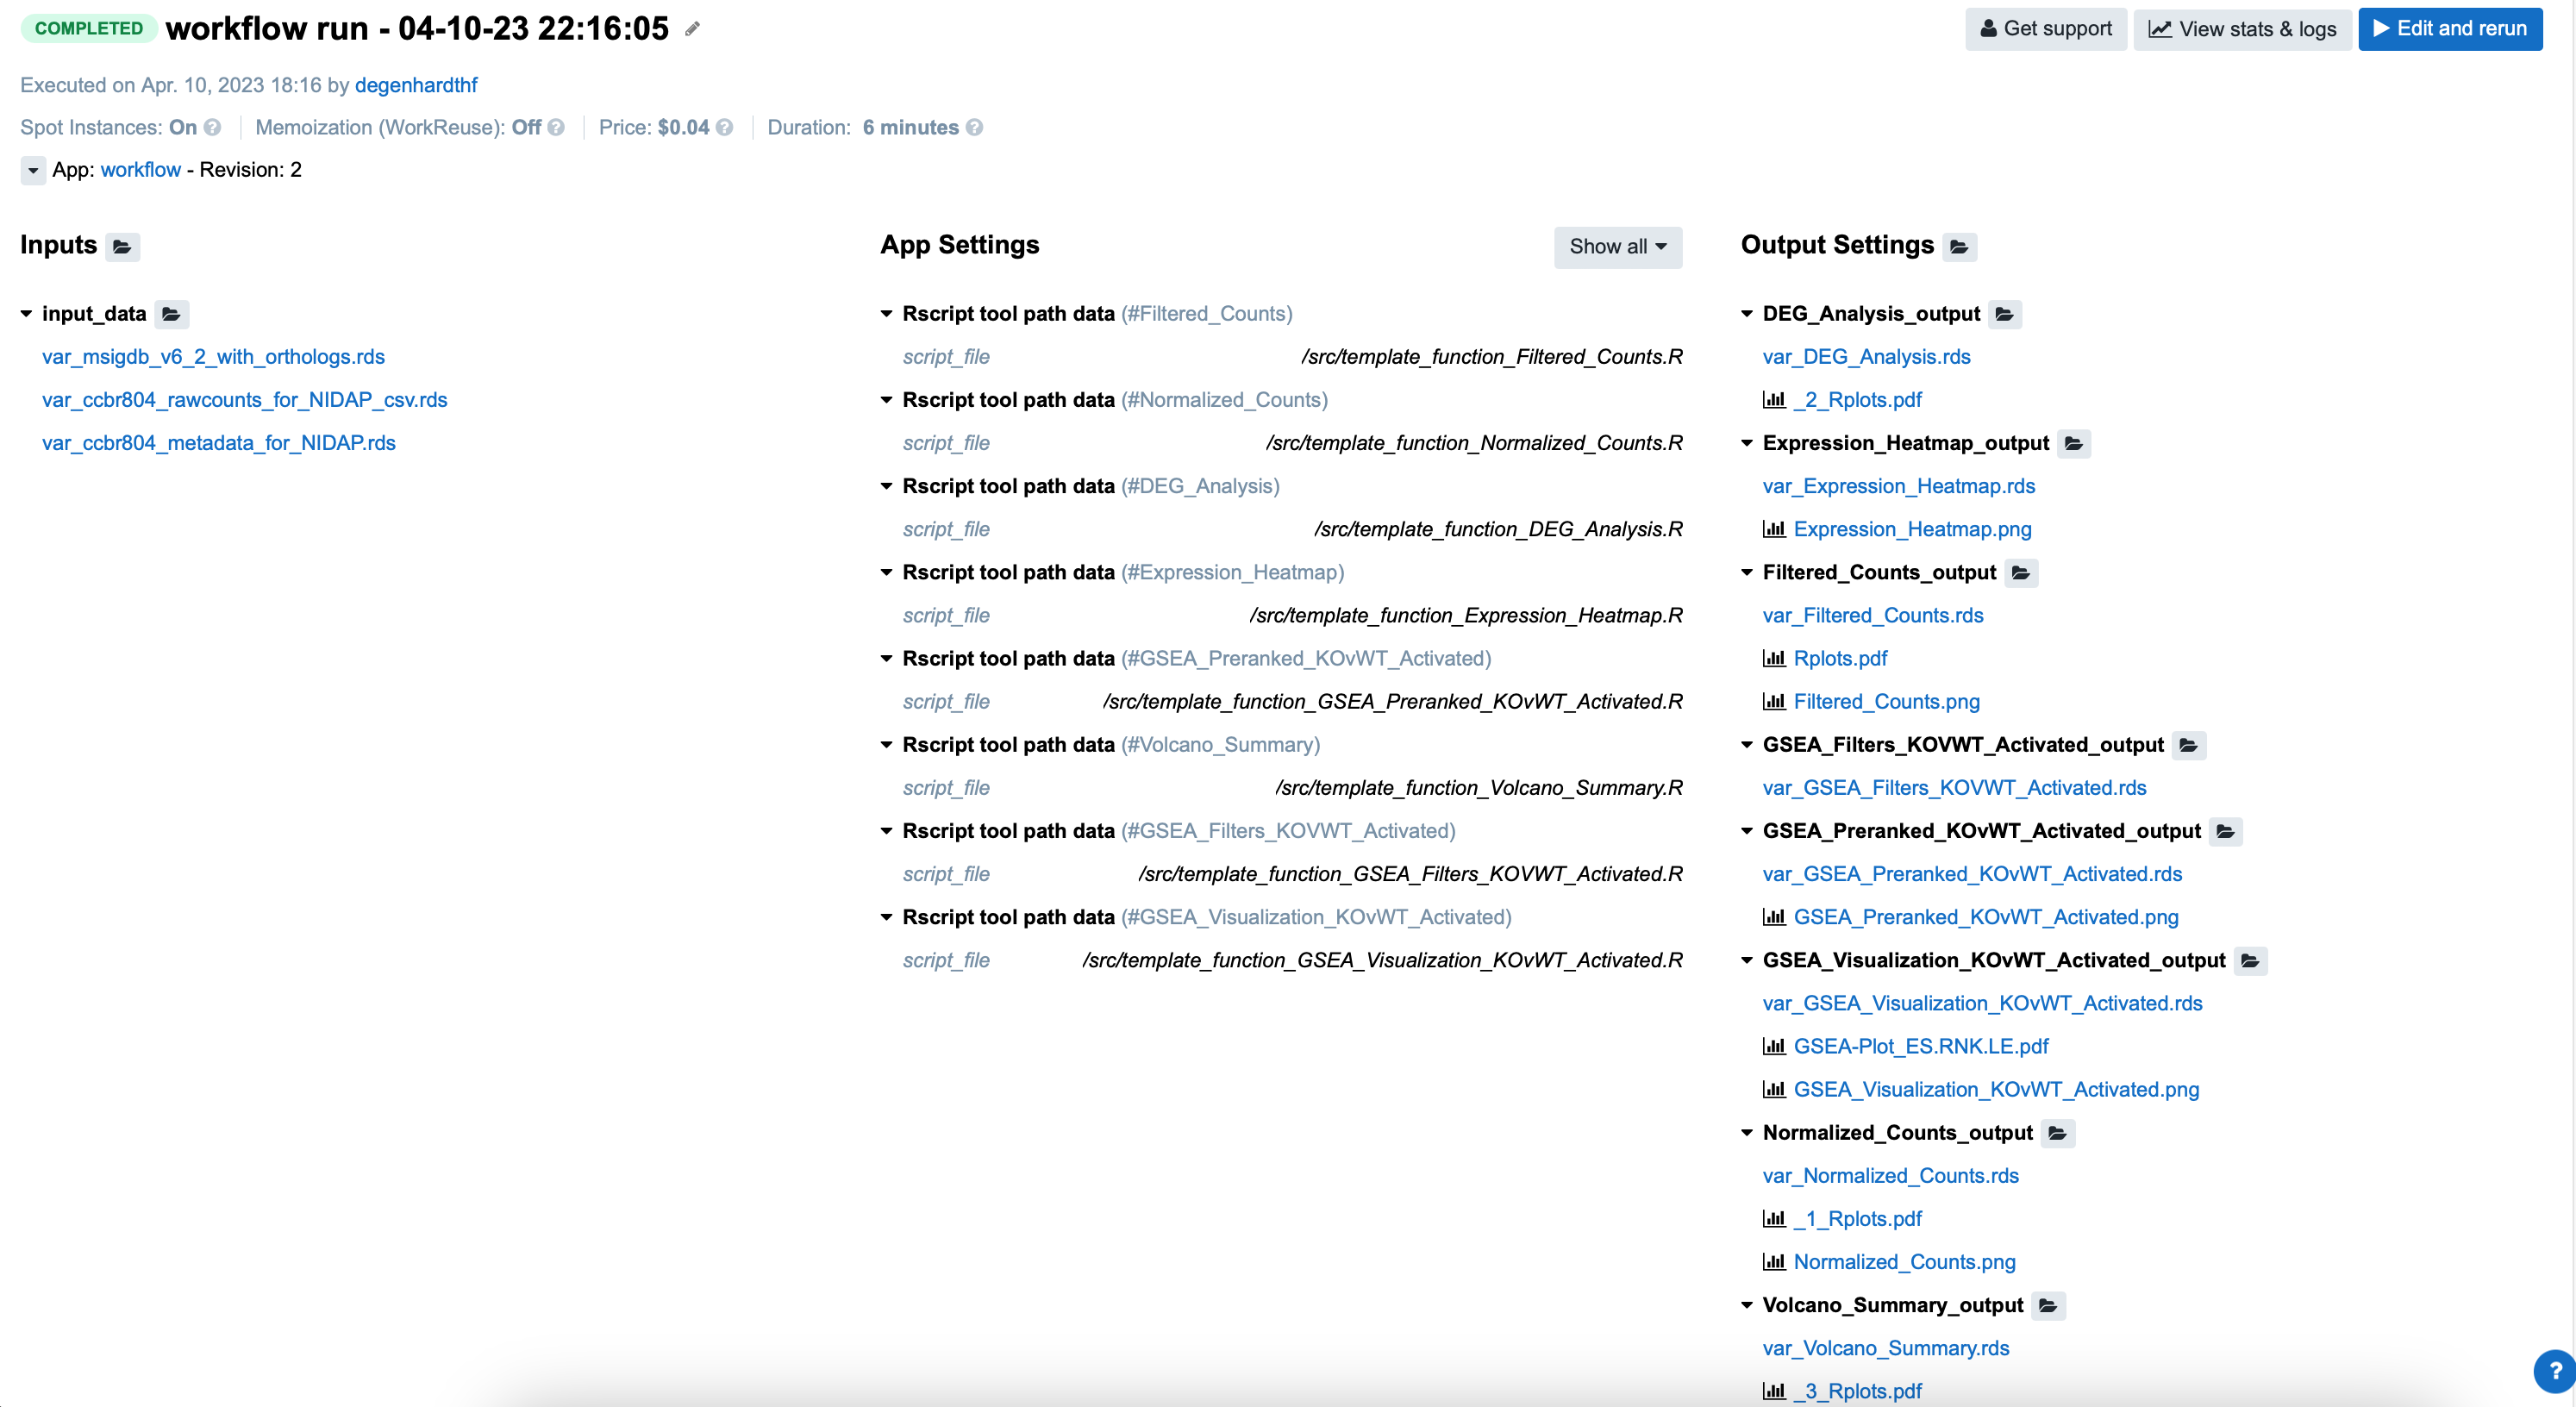 COMPLETED workflow run - 04-10-23 22:16:05
Get support
View stats & logs
Edit and rerun
Executed on Apr. 10, 2023 18:16 by degenhardthf
Spot Instances: On ? Memoization (WorkReuse): Off ? Price: $0.04 ? Duration: 6 minutes ?
App: workflow - Revision: 2
Inputs
input_data
var_msigdb_v6_2_with_orthologs.rds
var_ccbr804_rawcounts_for_NIDAP_csv.rds
var_ccbr804_metadata_for_NIDAP.rds
App Settings
Show all
Rscript tool path data (#Filtered_Counts)
script_file /src/template_function_Filtered_Counts.R
Rscript tool path data (#Normalized_Counts)
script_file /src/template_function_Normalized_Counts.R
Rscript tool path data (#DEG_Analysis)
script_file /src/template_function_DEG_Analysis.R
Rscript tool path data (#Expression_Heatmap)
script_file /src/template_function_Expression_Heatmap.R
Rscript tool path data (#GSEA_Preranked_KOvWT_Activated)
script_file /src/template_function_GSEA_Preranked_KOvWT_Activated.R
Rscript tool path data (#Volcano_Summary)
script_file /src/template_function_Volcano_Summary.R
Rscript tool path data (#GSEA_Filters_KOVWT_Activated)
script_file /src/template_function_GSEA_Filters_KOVWT_Activated.R
Rscript tool path data (#GSEA_Visualization_KOvWT_Activated)
script_file /src/template_function_GSEA_Visualization_KOvWT_Activated.R
Output Settings
DEG_Analysis_output
var_DEG_Analysis.rds
_2_Rplots.pdf
Expression_Heatmap_output
var_Expression_Heatmap.rds
Expression_Heatmap.png
Filtered_Counts_output
var_Filtered_Counts.rds
Rplots.pdf
Filtered_Counts.png
GSEA_Filters_KOVWT_Activated_output
var_GSEA_Filters_KOVWT_Activated.rds
GSEA_Preranked_KOvWT_Activated_output
var_GSEA_Preranked_KOvWT_Activated.rds
GSEA_Preranked_KOvWT_Activated.png
GSEA_Visualization_KOvWT_Activated_output
var_GSEA_Visualization_KOvWT_Activated.rds
GSEA-Plot_ES.RNK.LE.pdf
GSEA_Visualization_KOvWT_Activated.png
Normalized_Counts_output
var_Normalized_Counts.rds
_1_Rplots.pdf
Normalized_Counts.png
Volcano_Summary_output
var_Volcano_Summary.rds
_3_Rplots.pdf
?